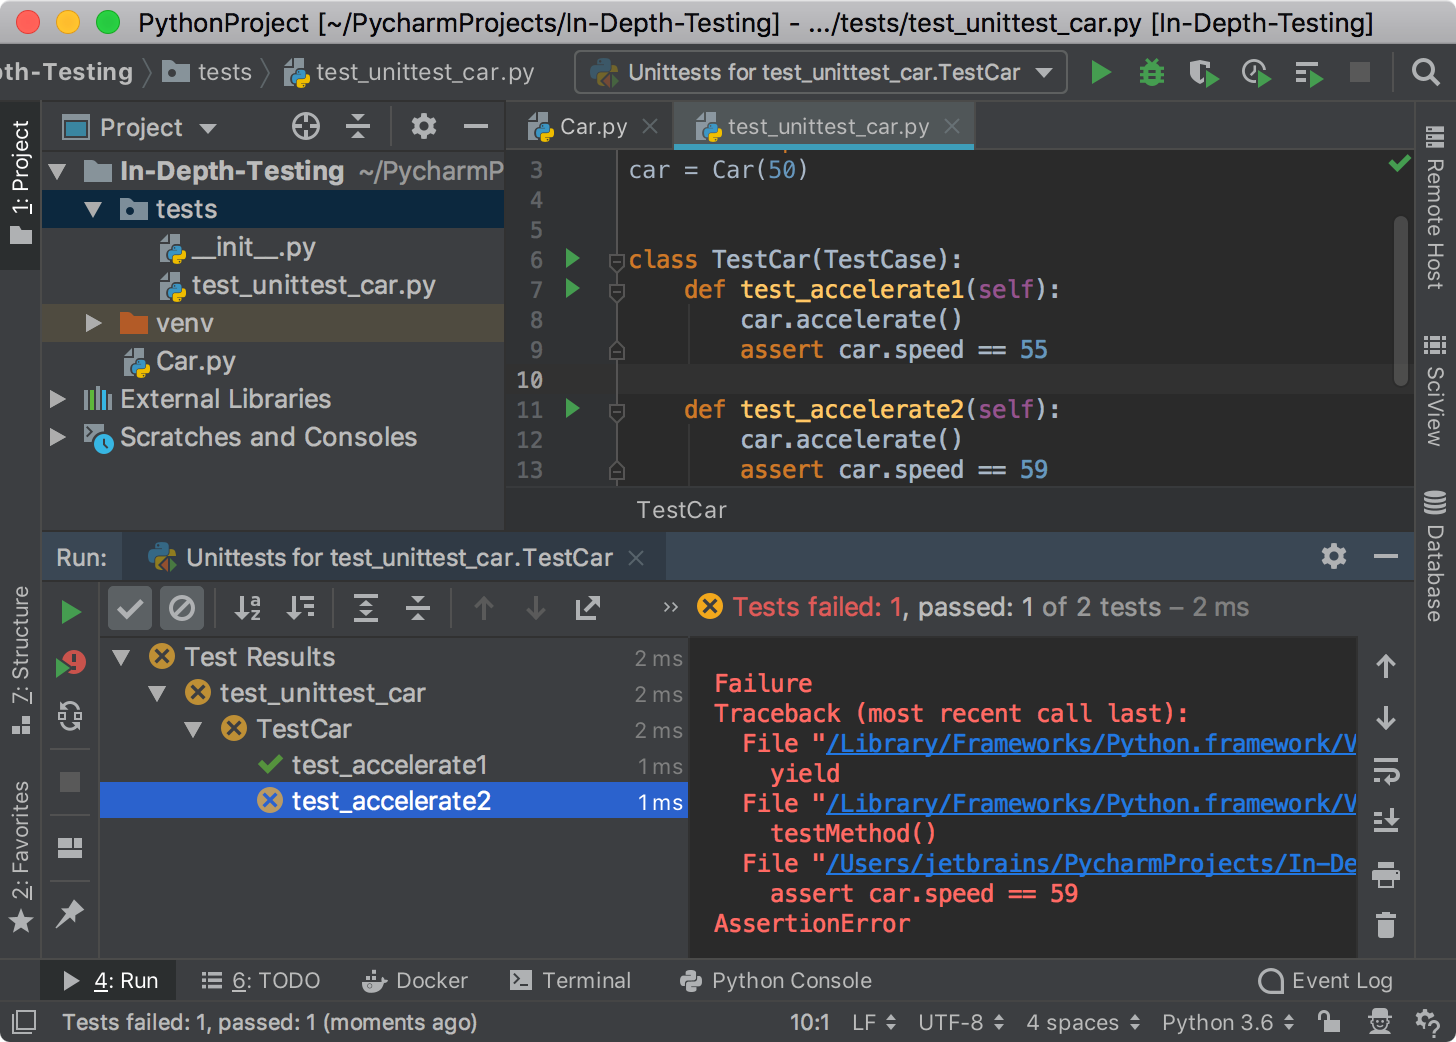 PythonProject [~/PycharmProjects/In-Depth-Testing] - .../tests/test_unittest_car.py [In-Depth-Testing]
th-Testing tests test_unittest_car.py Unittests for test_unittest_car.TestCar
1: Project
Project
In-Depth-Testing ~/PycharmP
tests
__init__.py
test_unittest_car.py
venv
Car.py
External Libraries
Scratches and Consoles
Car.py test_unittest_car.py
3 car = Car(50)
4
5
6 class TestCar(TestCase):
7 def test_accelerate1(self):
8 car.accelerate()
9 assert car.speed == 55
10
11 def test_accelerate2(self):
12 car.accelerate()
13 assert car.speed == 59
TestCar
Remote Host
SciView
Database
Run: Unittests for test_unittest_car.TestCar
7: Structure
2: Favorites
Tests failed: 1, passed: 1 of 2 tests – 2 ms
Test Results 2 ms
test_unittest_car 2 ms
TestCar 2 ms
test_accelerate1 1 ms
test_accelerate2 1 ms
Failure
Traceback (most recent call last):
File "/Library/Frameworks/Python.framework/V
yield
File "/Library/Frameworks/Python.framework/V
testMethod()
File "/Users/jetbrains/PycharmProjects/In-De
assert car.speed == 59
AssertionError
4: Run 6: TODO Docker Terminal Python Console Event Log
Tests failed: 1, passed: 1 (moments ago) 10:1 LF UTF-8 4 spaces Python 3.6